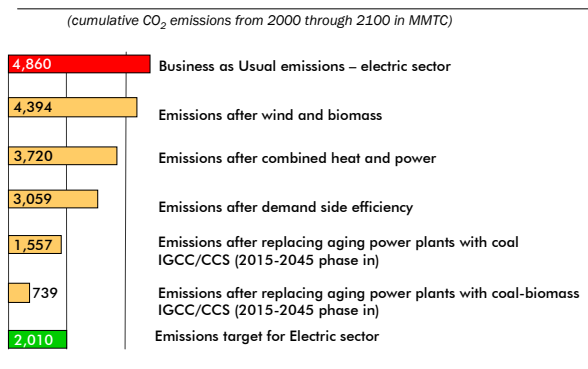 (cumulative CO2 emissions from 2000 through 2100 in MMTC)
4,860 Business as Usual emissions – electric sector
4,394 Emissions after wind and biomass
3,720 Emissions after combined heat and power
3,059 Emissions after demand side efficiency
1,557 Emissions after replacing aging power plants with coal
IGCC/CCS (2015-2045 phase in)
739 Emissions after replacing aging power plants with coal-biomass
IGCC/CCS (2015-2045 phase in)
2,010 Emissions target for Electric sector